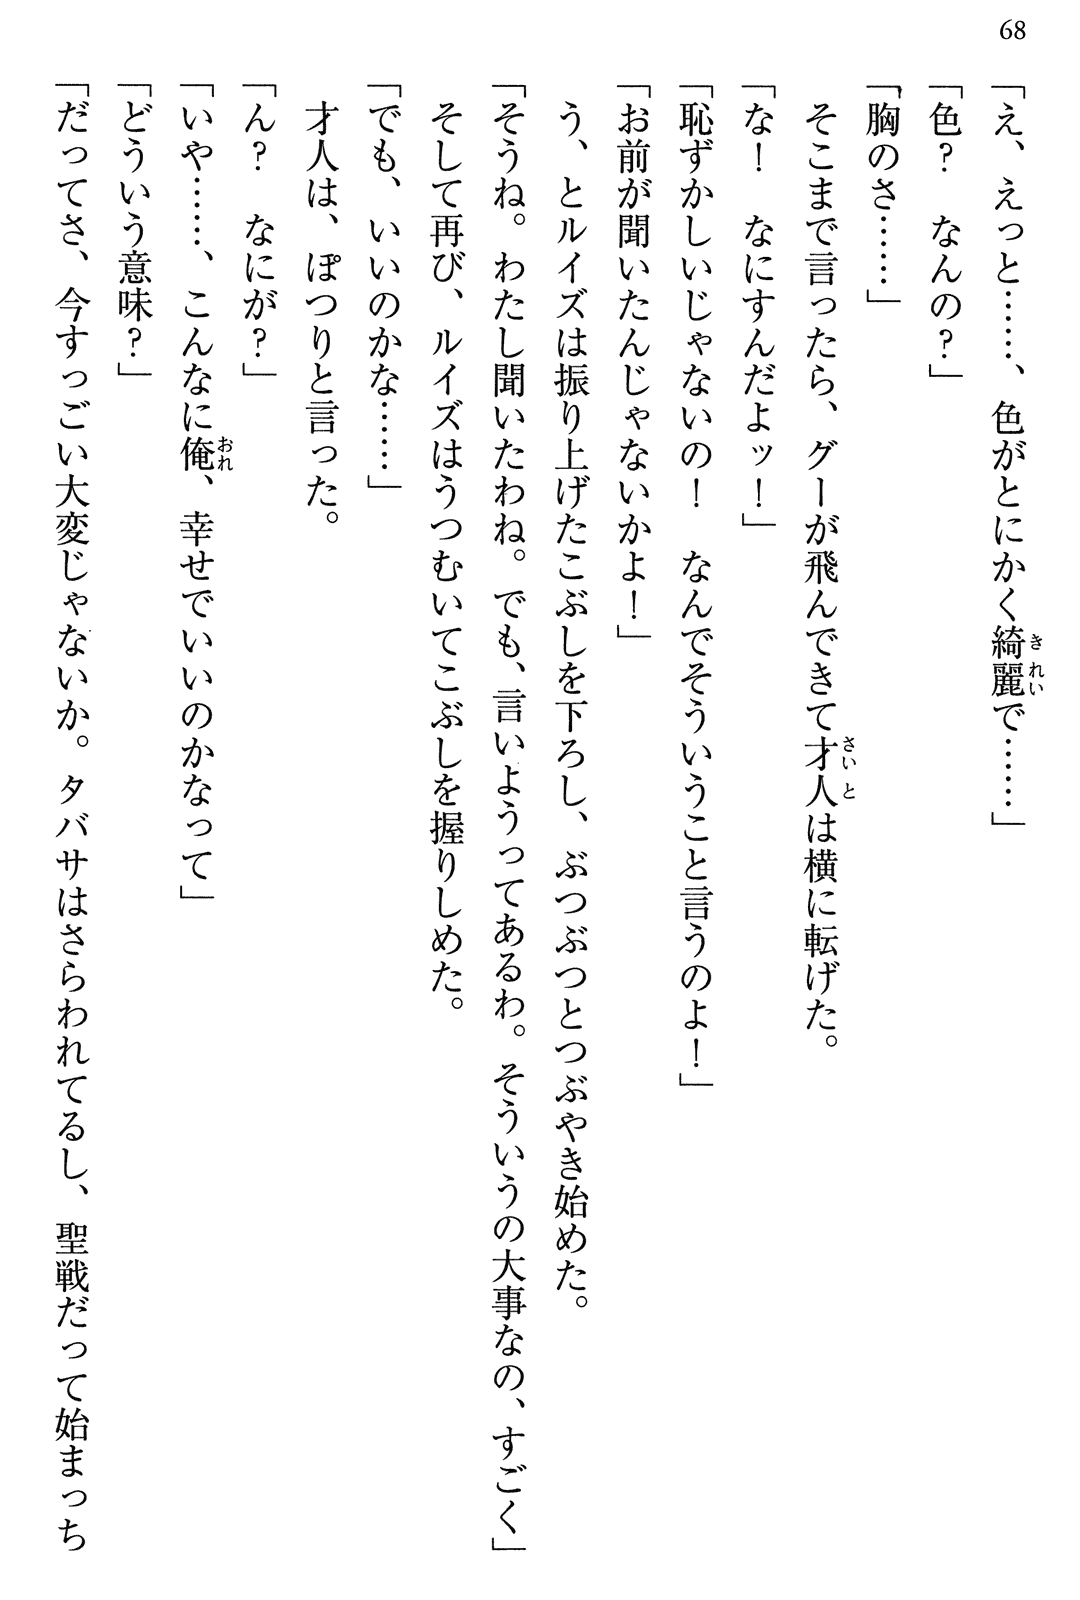 68
「え、えっと……、色がとにかく綺麗で……」
「色?　なんの?」
「胸のさ……」
　そこまで言ったら、グーが飛んできて才人は横に転げた。
「な!　なにすんだよッ!」
「恥ずかしいじゃないの!　なんでそういうこと言うのよ!」
「お前が聞いたんじゃないかよ!」
　う、とルイズは振り上げたこぶしを下ろし、ぶつぶつとつぶやき始めた。
「そうね。わたし聞いたわね。でも、言いようってあるわ。そういうの大事なの、すごく」
　そして再び、ルイズはうつむいてこぶしを握りしめた。
「でも、いいのかな……」
　才人は、ぽつりと言った。
「ん?　なにが?」
「いや……、こんなに俺、幸せでいいのかなって」
「どういう意味?」
「だってさ、今すっごい大変じゃないか。タバサはさらわれてるし、聖戦だって始まっち